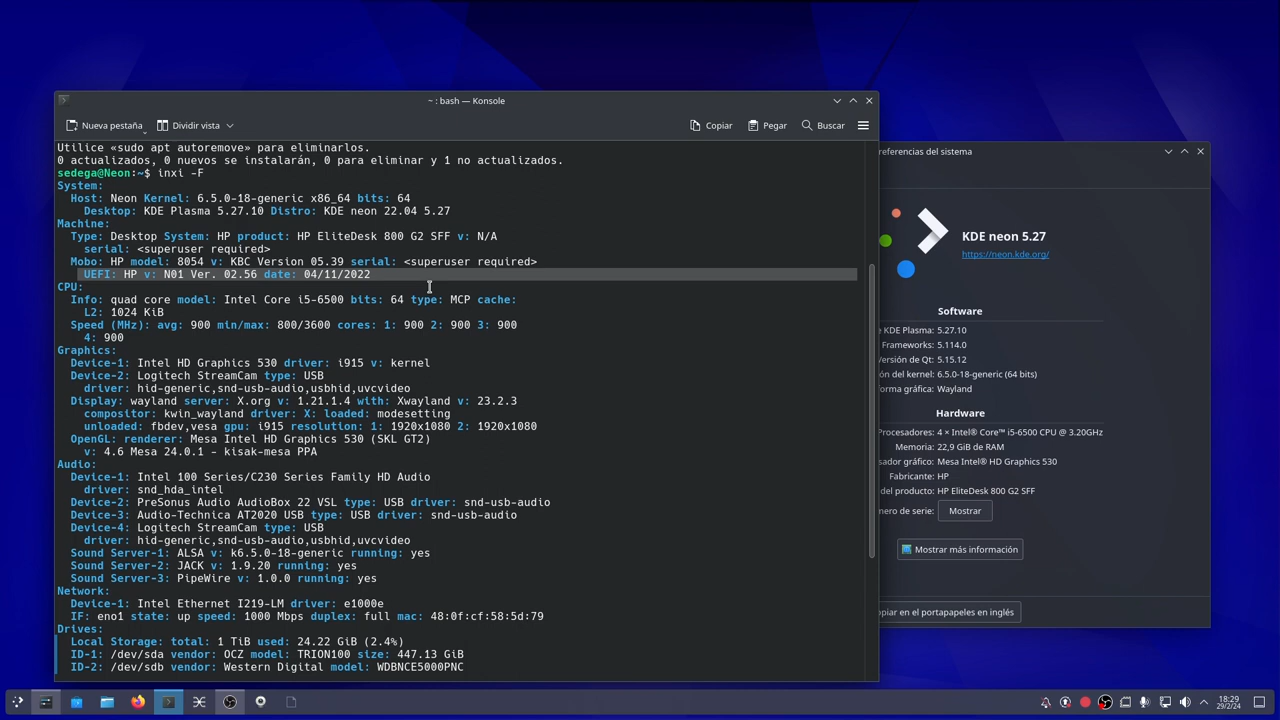 ~ : bash — Konsole
Nueva pestaña
Dividir vista
Copiar
Pegar
Buscar
Utilice «sudo apt autoremove» para eliminarlos.
0 actualizados, 0 nuevos se instalarán, 0 para eliminar y 1 no actualizados.
sedega@Neon:~$ inxi -F
System:
Host: Neon Kernel: 6.5.0-18-generic x86_64 bits: 64
Desktop: KDE Plasma 5.27.10 Distro: KDE neon 22.04 5.27
Machine:
Type: Desktop System: HP product: HP EliteDesk 800 G2 SFF v: N/A
serial: <superuser required>
Mobo: HP model: 8054 v: KBC Version 05.39 serial: <superuser required>
UEFI: HP v: N01 Ver. 02.56 date: 04/11/2022
CPU:
Info: quad core model: Intel Core i5-6500 bits: 64 type: MCP cache:
L2: 1024 KiB
Speed (MHz): avg: 900 min/max: 800/3600 cores: 1: 900 2: 900 3: 900
4: 900
Graphics:
Device-1: Intel HD Graphics 530 driver: i915 v: kernel
Device-2: Logitech StreamCam type: USB
driver: hid-generic,snd-usb-audio,usbhid,uvcvideo
Display: wayland server: X.org v: 1.21.1.4 with: Xwayland v: 23.2.3
compositor: kwin_wayland driver: X: loaded: modesetting
unloaded: fbdev,vesa gpu: i915 resolution: 1: 1920x1080 2: 1920x1080
OpenGL: renderer: Mesa Intel HD Graphics 530 (SKL GT2)
v: 4.6 Mesa 24.0.1 - kisak-mesa PPA
Audio:
Device-1: Intel 100 Series/C230 Series Family HD Audio
driver: snd_hda_intel
Device-2: PreSonus Audio AudioBox 22 VSL type: USB driver: snd-usb-audio
Device-3: Audio-Technica AT2020 USB type: USB driver: snd-usb-audio
Device-4: Logitech StreamCam type: USB
driver: hid-generic,snd-usb-audio,usbhid,uvcvideo
Sound Server-1: ALSA v: k6.5.0-18-generic running: yes
Sound Server-2: JACK v: 1.9.20 running: yes
Sound Server-3: PipeWire v: 1.0.0 running: yes
Network:
Device-1: Intel Ethernet I219-LM driver: e1000e
IF: eno1 state: up speed: 1000 Mbps duplex: full mac: 48:0f:cf:58:5d:79
Drives:
Local Storage: total: 1 TiB used: 24.22 GiB (2.4%)
ID-1: /dev/sda vendor: OCZ model: TRION100 size: 447.13 GiB
ID-2: /dev/sdb vendor: Western Digital model: WDBNCE5000PNC
referencias del sistema
KDE neon 5.27
https://neon.kde.org/
Software
KDE Plasma: 5.27.10
Frameworks: 5.114.0
ersión de Qt: 5.15.12
ón del kernel: 6.5.0-18-generic (64 bits)
orma gráfica: Wayland
Hardware
Procesadores: 4 × Intel® Core™ i5-6500 CPU @ 3.20GHz
Memoria: 22,9 GiB de RAM
sador gráfico: Mesa Intel® HD Graphics 530
Fabricante: HP
del producto: HP EliteDesk 800 G2 SFF
ero de serie: Mostrar
Mostrar más información
opiar en el portapapeles en inglés
18:29
29/2/24